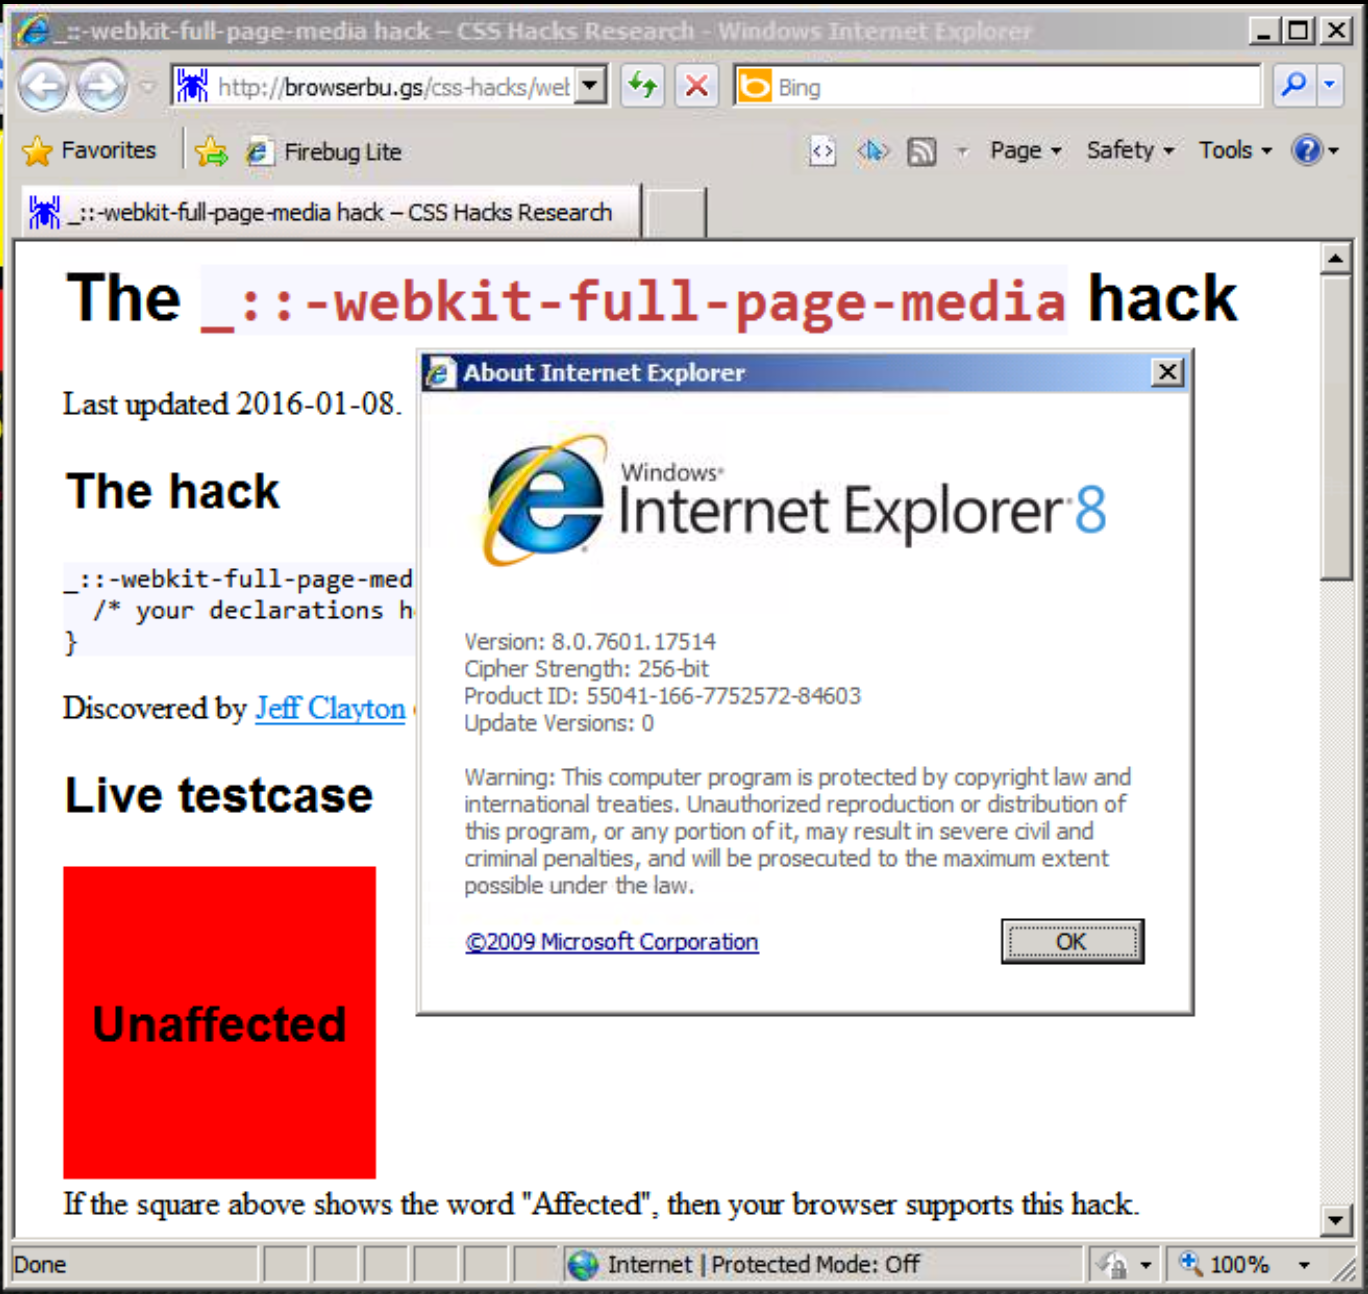 _::-webkit-full-page-media hack – CSS Hacks Research - Windows Internet Explorer
http://browserbu.gs/css-hacks/web
Bing
Favorites
Firebug Lite
Page
Safety
Tools
_::-webkit-full-page-media hack – CSS Hacks Research
The _::-webkit-full-page-media hack
Last updated 2016-01-08.
The hack
_::-webkit-full-page-med
/* your declarations h
}
Discovered by Jeff Clayton
Live testcase
Unaffected
If the square above shows the word "Affected", then your browser supports this hack.
About Internet Explorer
Windows
Internet Explorer 8
Version: 8.0.7601.17514
Cipher Strength: 256-bit
Product ID: 55041-166-7752572-84603
Update Versions: 0
Warning: This computer program is protected by copyright law and
international treaties. Unauthorized reproduction or distribution of
this program, or any portion of it, may result in severe civil and
criminal penalties, and will be prosecuted to the maximum extent
possible under the law.
©2009 Microsoft Corporation
OK
Done
Internet | Protected Mode: Off
100%